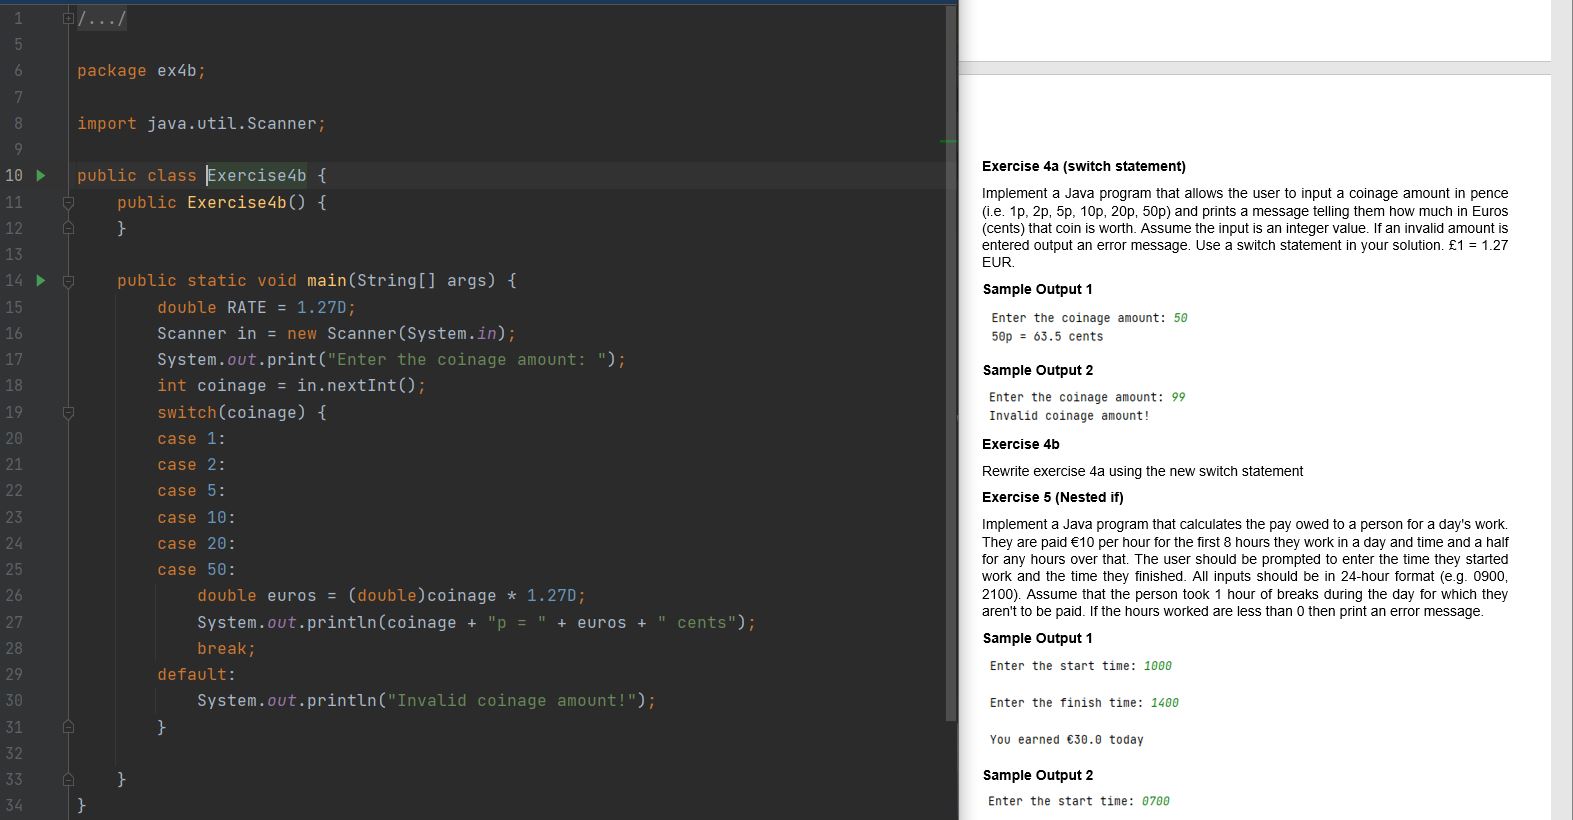 1 /.../
5
6 package ex4b;
7
8 import java.util.Scanner;
9
10 public class Exercise4b {
11 public Exercise4b() {
12 }
13
14 public static void main(String[] args) {
15 double RATE = 1.27D;
16 Scanner in = new Scanner(System.in);
17 System.out.print("Enter the coinage amount: ");
18 int coinage = in.nextInt();
19 switch(coinage) {
20 case 1:
21 case 2:
22 case 5:
23 case 10:
24 case 20:
25 case 50:
26 double euros = (double)coinage * 1.27D;
27 System.out.println(coinage + "p = " + euros + " cents");
28 break;
29 default:
30 System.out.println("Invalid coinage amount!");
31 }
32
33 }
34 }
Exercise 4a (switch statement)
Implement a Java program that allows the user to input a coinage amount in pence
(i.e. 1p, 2p, 5p, 10p, 20p, 50p) and prints a message telling them how much in Euros
(cents) that coin is worth. Assume the input is an integer value. If an invalid amount is
entered output an error message. Use a switch statement in your solution. £1 = 1.27
EUR.
Sample Output 1
Enter the coinage amount: 50
50p = 63.5 cents
Sample Output 2
Enter the coinage amount: 99
Invalid coinage amount!
Exercise 4b
Rewrite exercise 4a using the new switch statement
Exercise 5 (Nested if)
Implement a Java program that calculates the pay owed to a person for a day's work.
They are paid €10 per hour for the first 8 hours they work in a day and time and a half
for any hours over that. The user should be prompted to enter the time they started
work and the time they finished. All inputs should be in 24-hour format (e.g. 0900,
2100). Assume that the person took 1 hour of breaks during the day for which they
aren't to be paid. If the hours worked are less than 0 then print an error message.
Sample Output 1
Enter the start time: 1000
Enter the finish time: 1400
You earned €30.0 today
Sample Output 2
Enter the start time: 0700